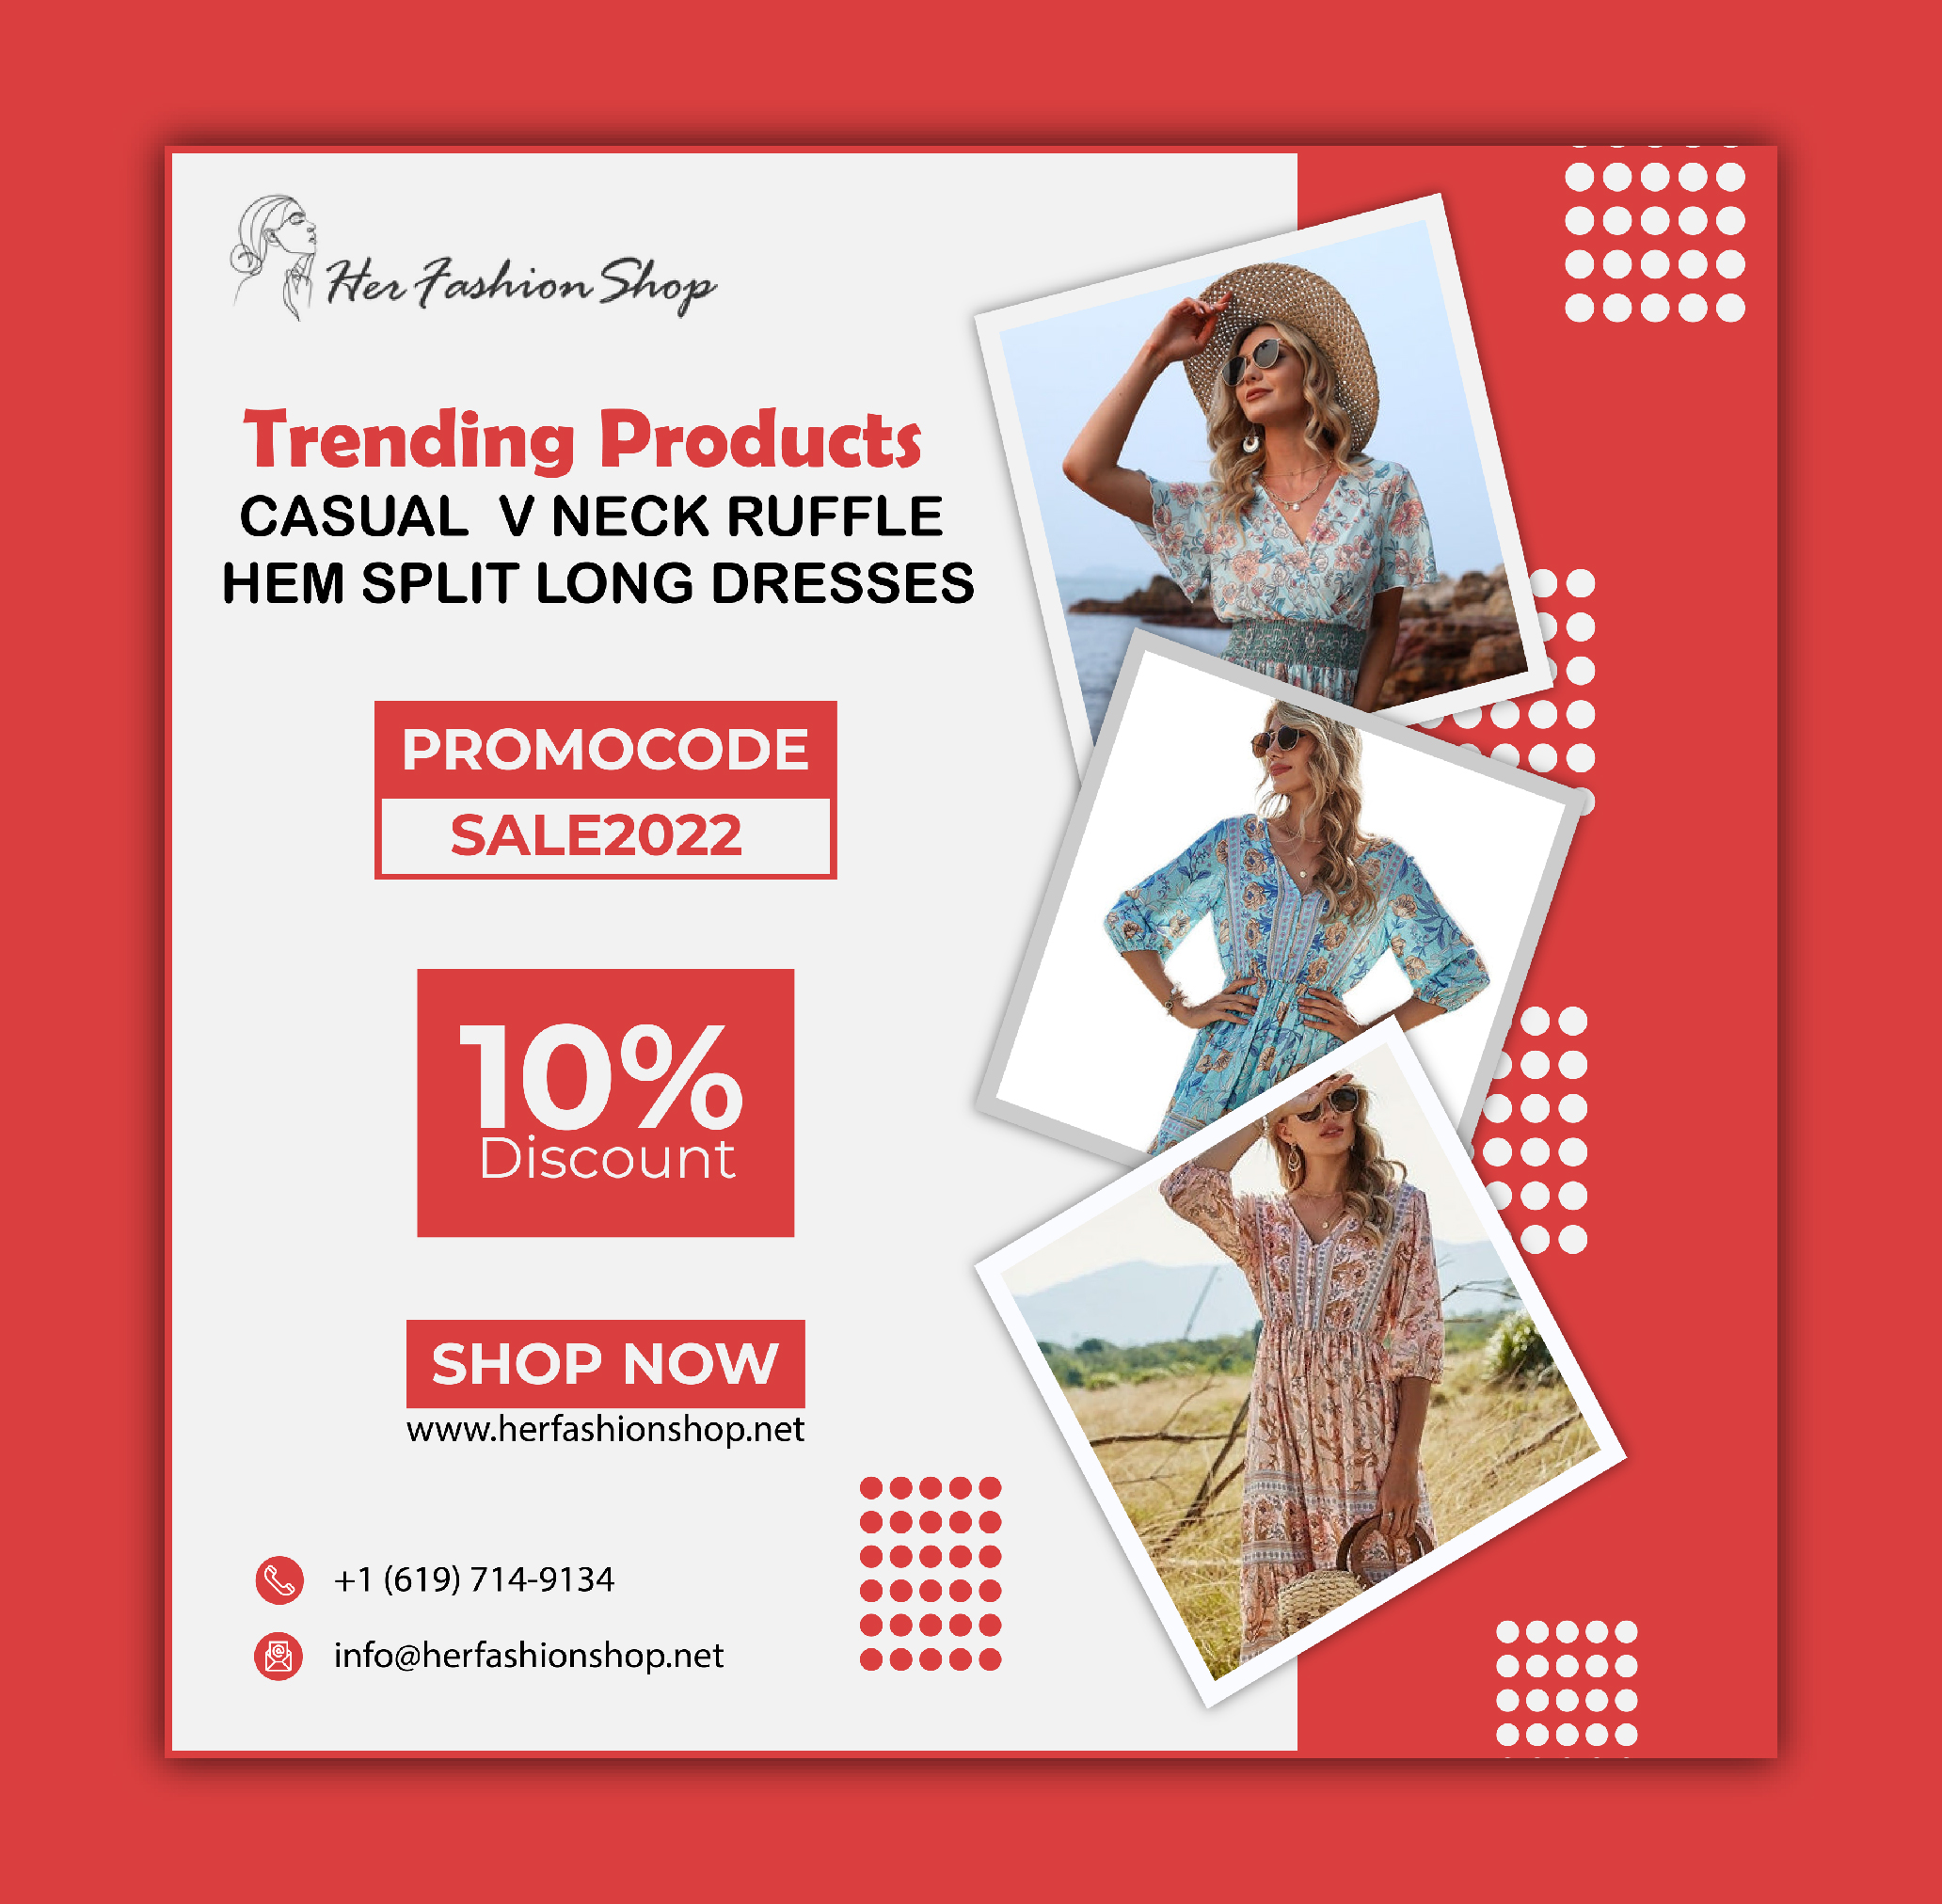 Her Fashion Shop
Trending Products
CASUAL V NECK RUFFLE
HEM SPLIT LONG DRESSES
PROMOCODE
SALE2022
10%
Discount
SHOP NOW
www.herfashionshop.net
+1 (619) 714-9134
info@herfashionshop.net